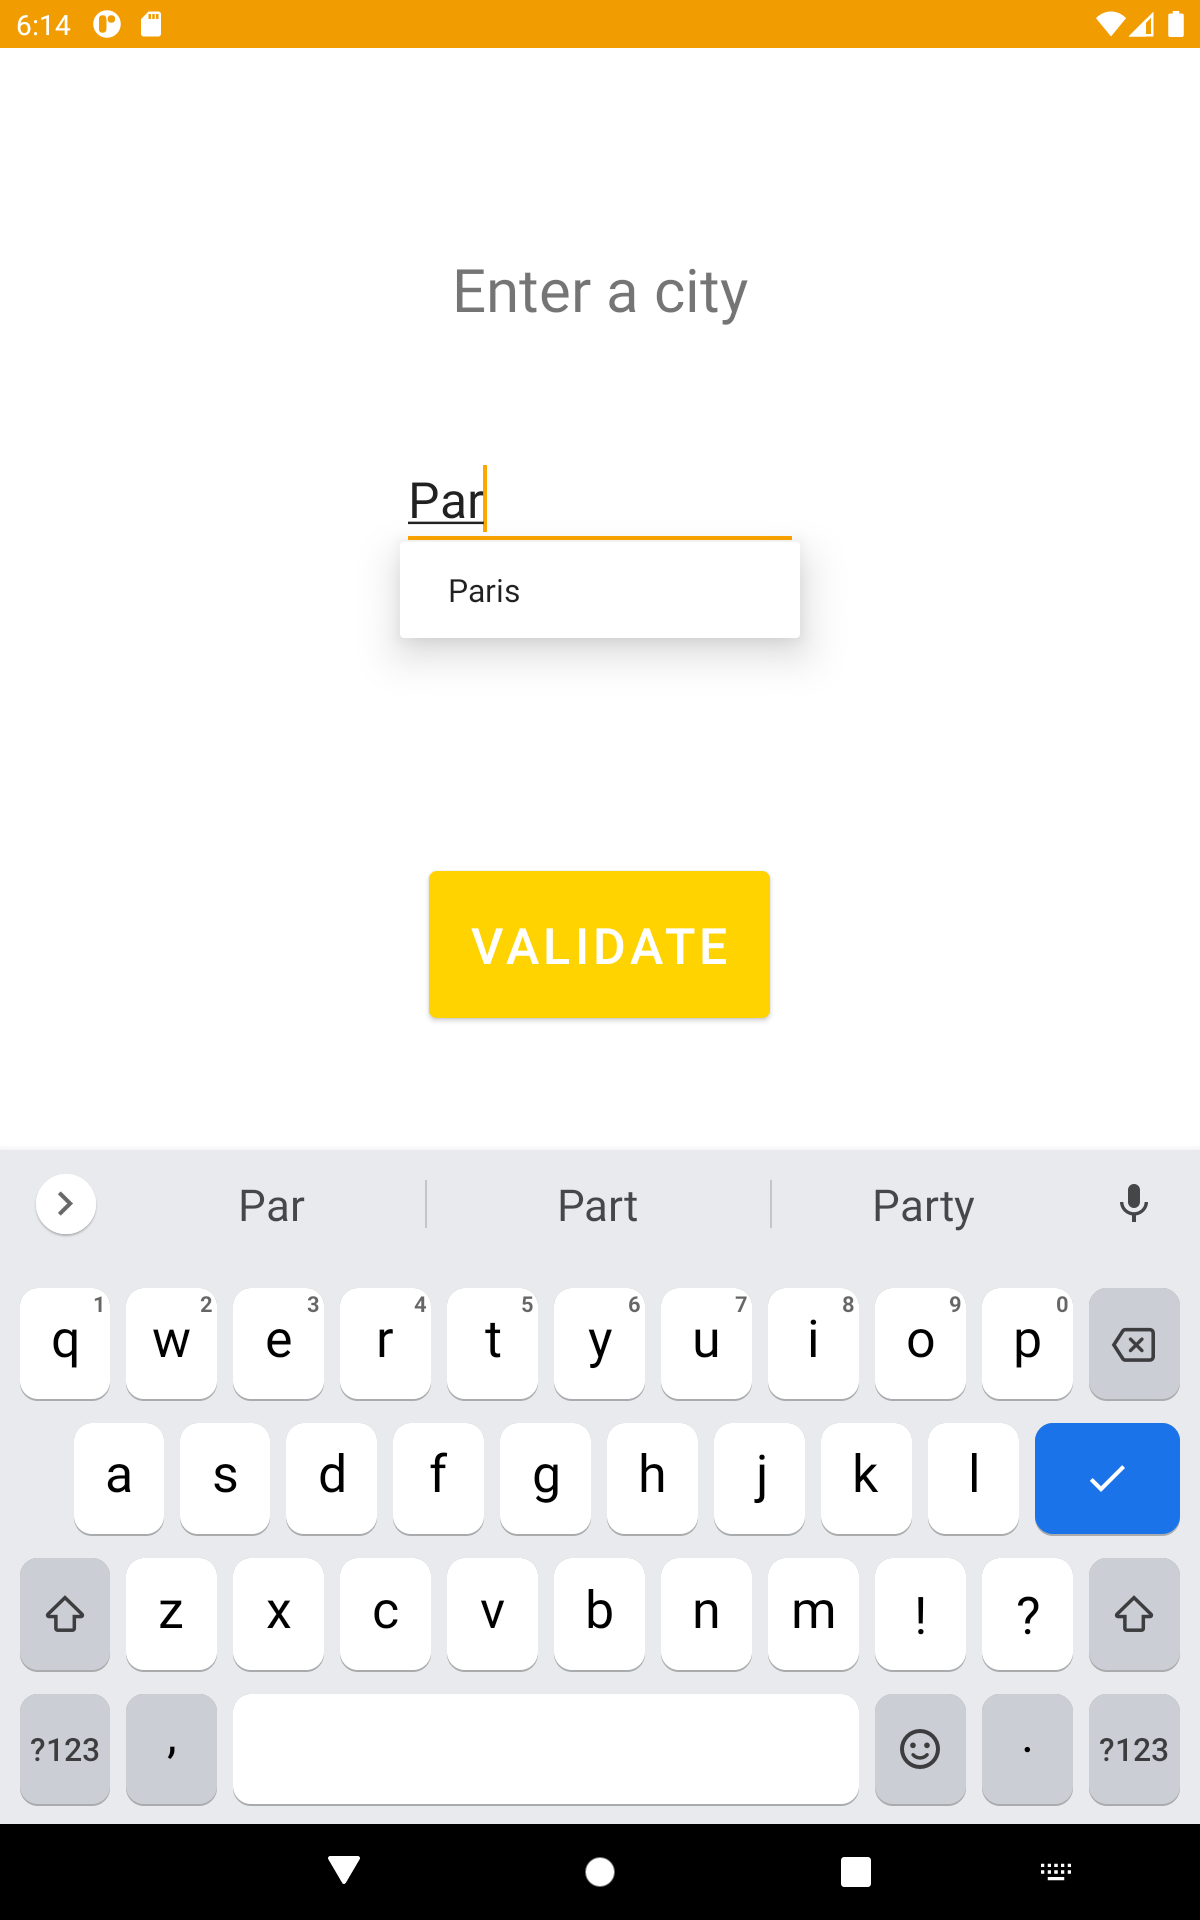 6:14
Enter a city
Par
Paris
VALIDATE
Par Part Party
q 1 w 2 e 3 r 4 t 5 y 6 u 7 i 8 o 9 p 0
a s d f g h j k l
z x c v b n m ! ?
?123 , . ?123